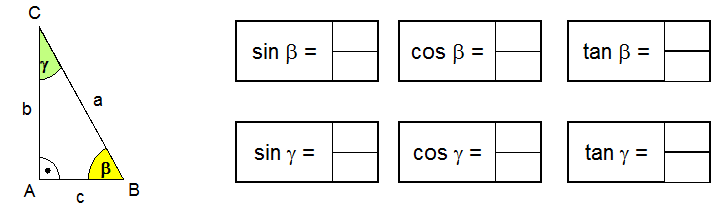 C
γ
b
a
β
A
B
c
sin β =
cos β =
tan β =
sin γ =
cos γ =
tan γ =